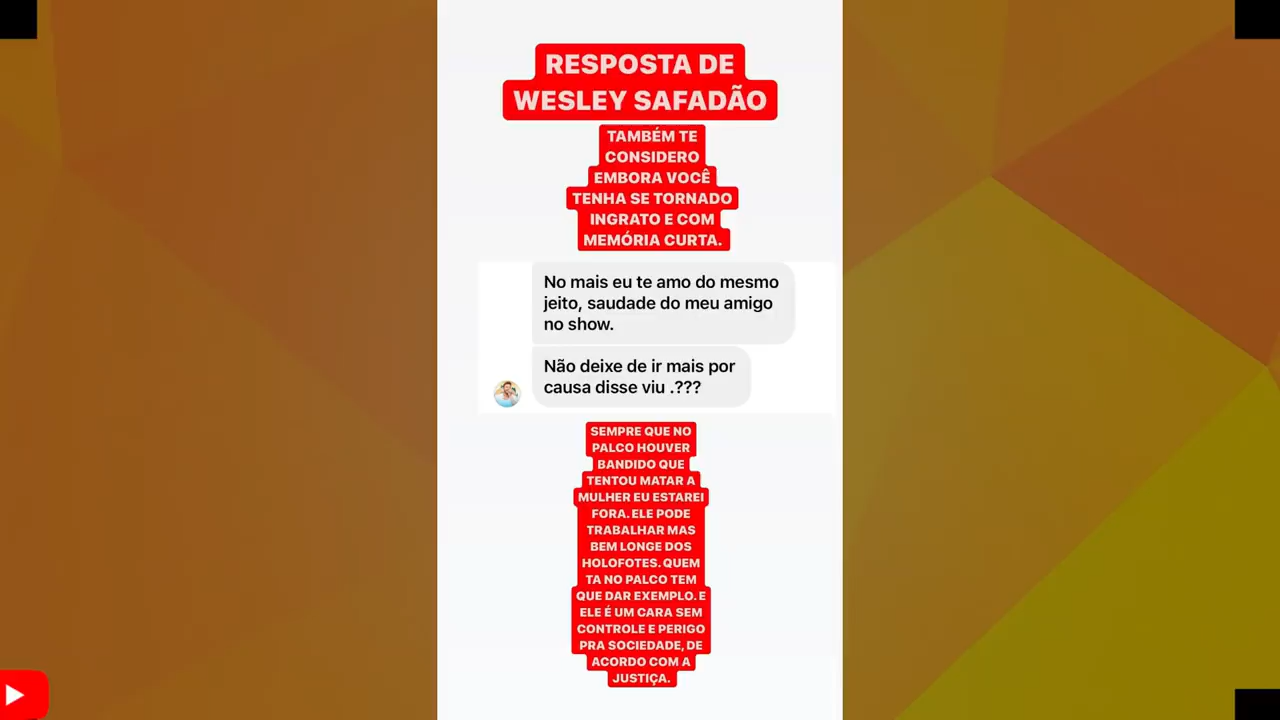 RESPOSTA DE
WESLEY SAFADÃO
TAMBÉM TE
CONSIDERO
EMBORA VOCÊ
TENHA SE TORNADO
INGRATO E COM
MEMÓRIA CURTA.
No mais eu te amo do mesmo
jeito, saudade do meu amigo
no show.
Não deixe de ir mais por
causa disse viu .???
SEMPRE QUE NO
PALCO HOUVER
BANDIDO QUE
TENTOU MATAR A
MULHER EU ESTAREI
FORA. ELE PODE
TRABALHAR MAS
BEM LONGE DOS
HOLOFOTES. QUEM
TA NO PALCO TEM
QUE DAR EXEMPLO. E
ELE É UM CARA SEM
CONTROLE E PERIGO
PRA SOCIEDADE, DE
ACORDO COM A
JUSTIÇA.